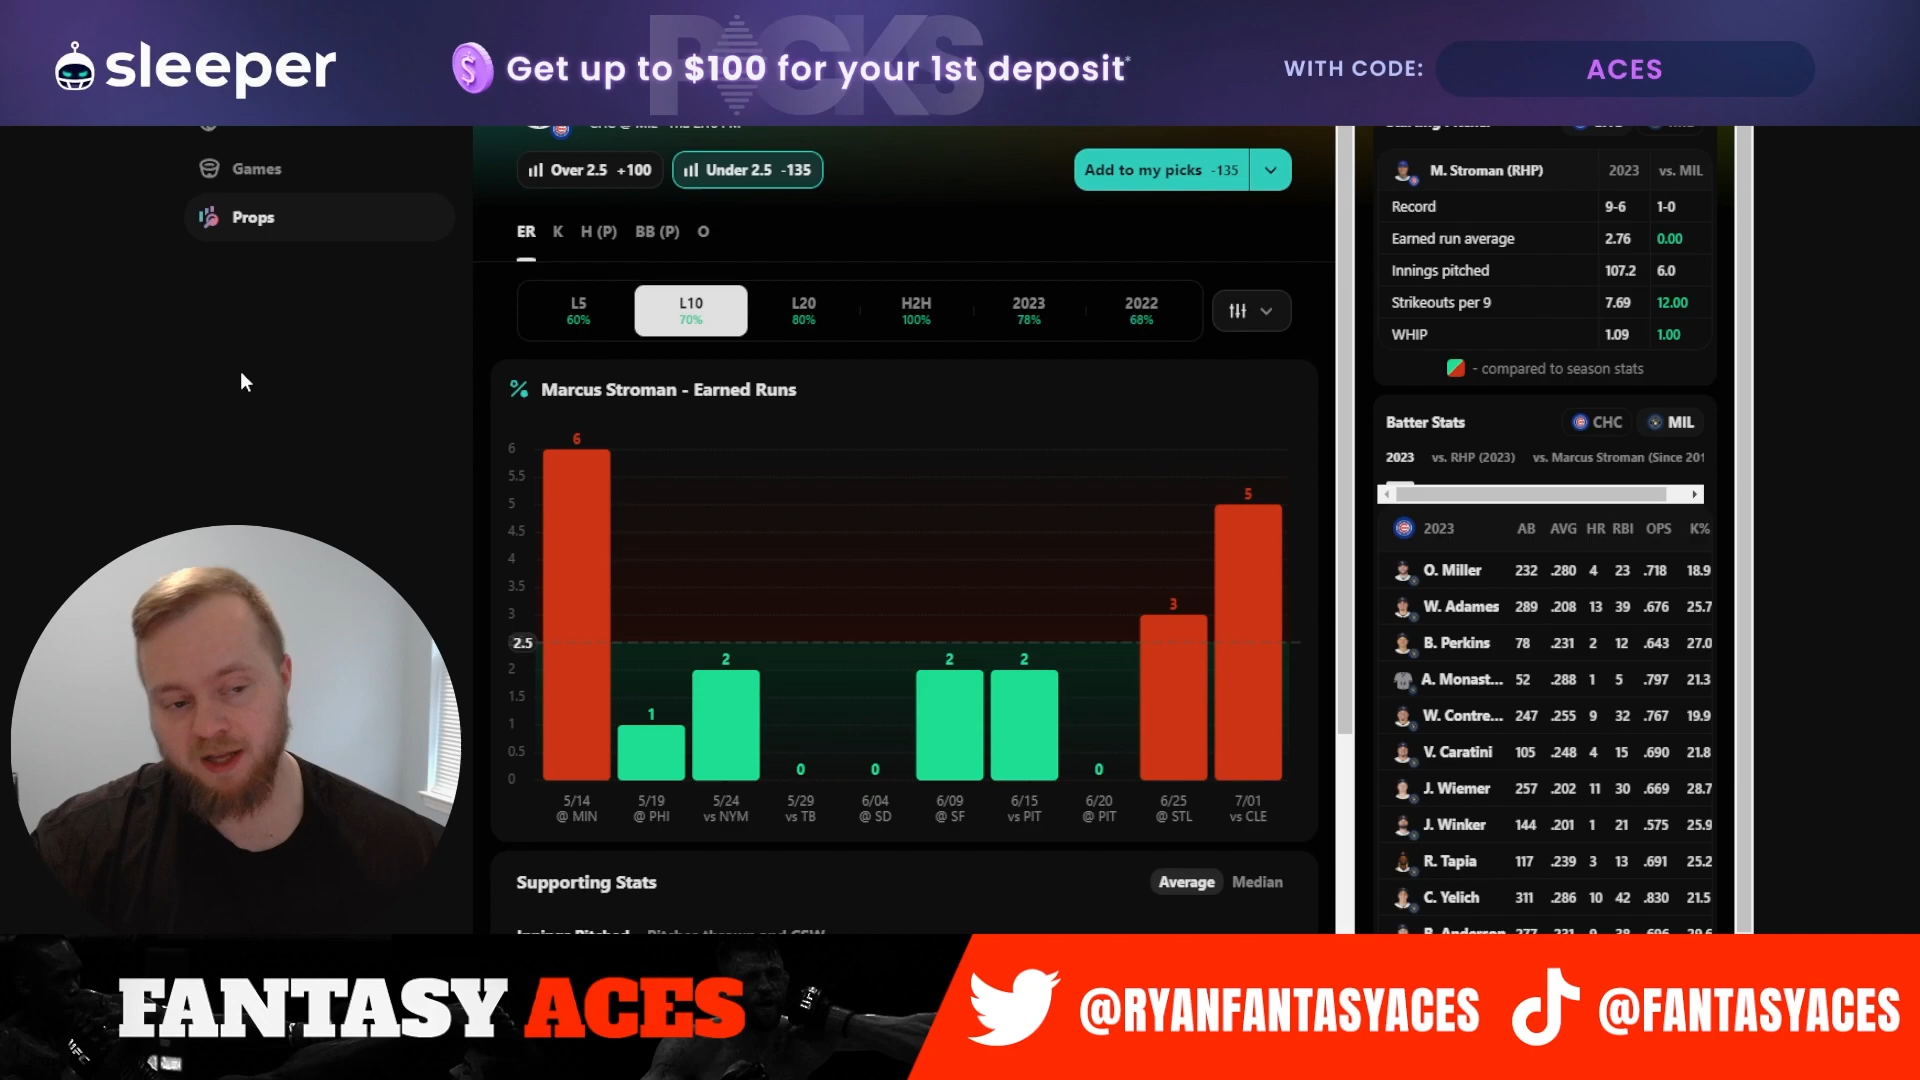 sleeper
PICKS
Get up to $100 for your 1st deposit*
WITH CODE:
ACES
Games
Props
Over 2.5 +100
Under 2.5 -135
Add to my picks -135
ER K H (P) BB (P) O
L5 L10 L20 H2H 2023 2022
60% 70% 80% 100% 78% 68%
Marcus Stroman - Earned Runs
6
5.5
5
4.5
4
3.5
3
2.5
2
1.5
1
0.5
0
6 1 2 0 0 2 2 0 3 5
5/14 5/19 5/24 5/29 6/04 6/09 6/15 6/20 6/25 7/01
@ MIN @ PHI vs NYM vs TB @ SD @ SF vs PIT @ PIT @ STL vs CLE
Supporting Stats
Average Median
M. Stroman (RHP) 2023 vs. MIL
Record 9-6 1-0
Earned run average 2.76 0.00
Innings pitched 107.2 6.0
Strikeouts per 9 7.69 12.00
WHIP 1.09 1.00
- compared to season stats
Batter Stats CHC MIL
2023 vs. RHP (2023) vs. Marcus Stroman (Since 201
2023 AB AVG HR RBI OPS K%
O. Miller 232 .280 4 23 .718 18.9
W. Adames 289 .208 13 39 .676 25.7
B. Perkins 78 .231 2 12 .643 27.0
A. Monast... 52 .288 1 5 .797 21.3
W. Contre... 247 .255 9 32 .767 19.9
V. Caratini 105 .248 4 15 .690 21.8
J. Wiemer 257 .202 11 30 .669 28.7
J. Winker 144 .201 1 21 .575 25.9
R. Tapia 117 .239 3 13 .691 25.2
C. Yelich 311 .286 10 42 .830 21.5
FANTASY ACES
UFC
UFC
@RYANFANTASYACES
@FANTASYACES